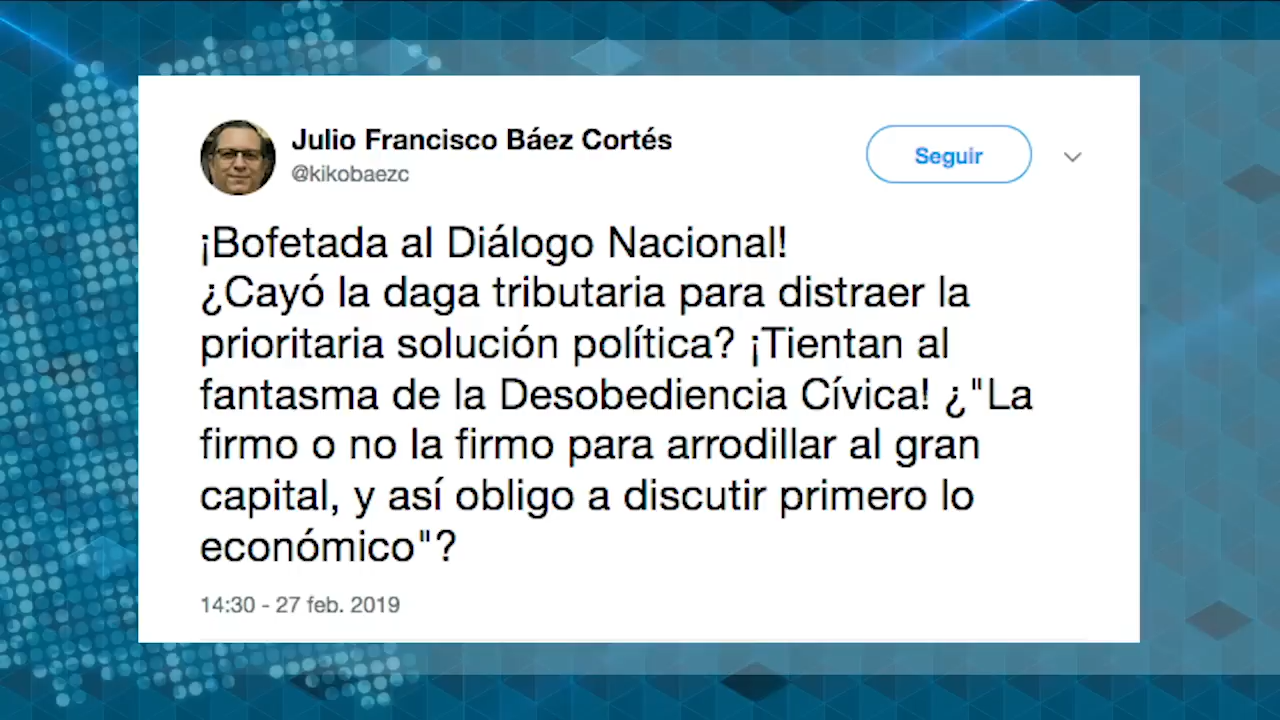 Julio Francisco Báez Cortés
@kikobaezc
Seguir
¡Bofetada al Diálogo Nacional!
¿Cayó la daga tributaria para distraer la
prioritaria solución política? ¡Tientan al
fantasma de la Desobediencia Cívica! ¿"La
firmo o no la firmo para arrodillar al gran
capital, y así obligo a discutir primero lo
económico"?
14:30 - 27 feb. 2019